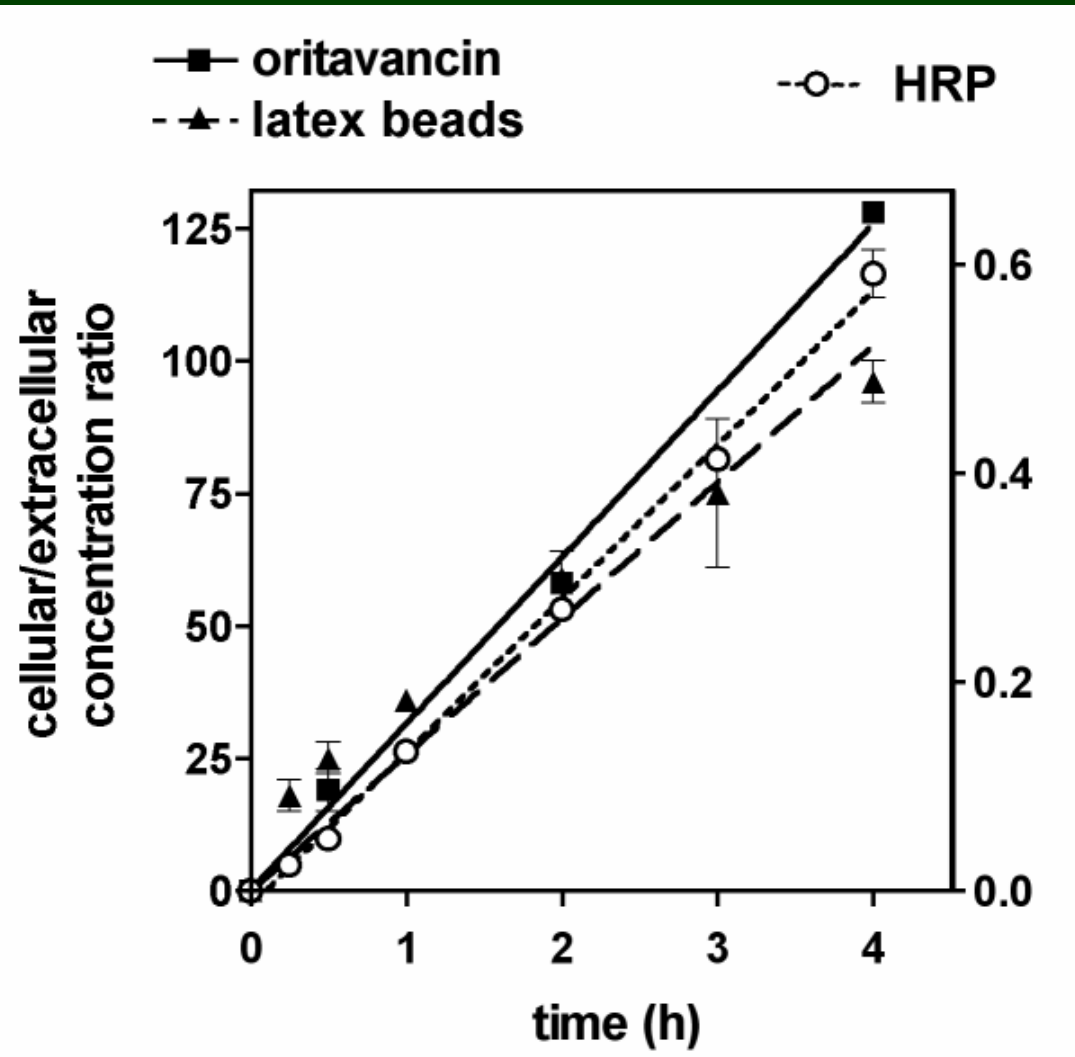 oritavancin
latex beads
HRP
cellular/extracellular
concentration ratio
125
100
75
50
25
0
0.6
0.4
0.2
0.0
0 1 2 3 4
time (h)